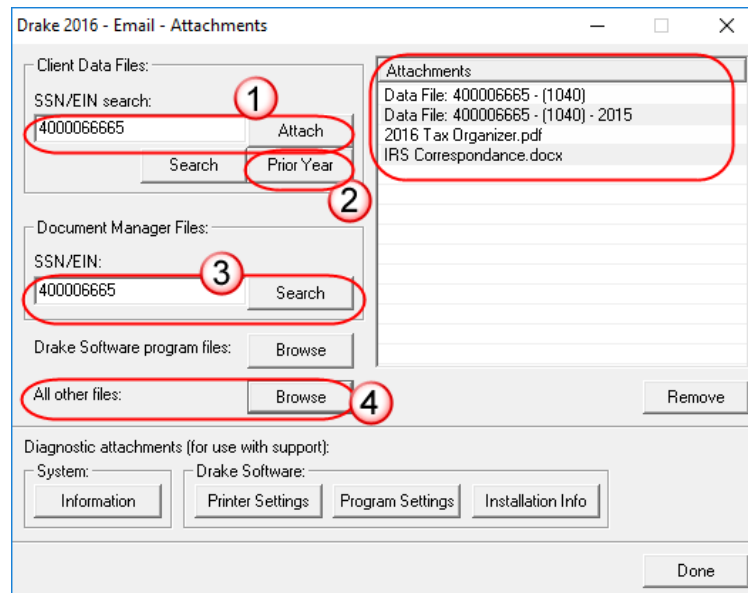 Drake 2016 - Email - Attachments
Client Data Files:
SSN/EIN search:
1
4000066665
Attach
Search
Prior Year
2
Document Manager Files:
SSN/EIN:
3
400006665
Search
Drake Software program files:
Browse
All other files:
Browse
4
Attachments
Data File: 400006665 - (1040)
Data File: 400006665 - (1040) - 2015
2016 Tax Organizer.pdf
IRS Correspondance.docx
Remove
Diagnostic attachments (for use with support):
System:
Information
Drake Software:
Printer Settings
Program Settings
Installation Info
Done